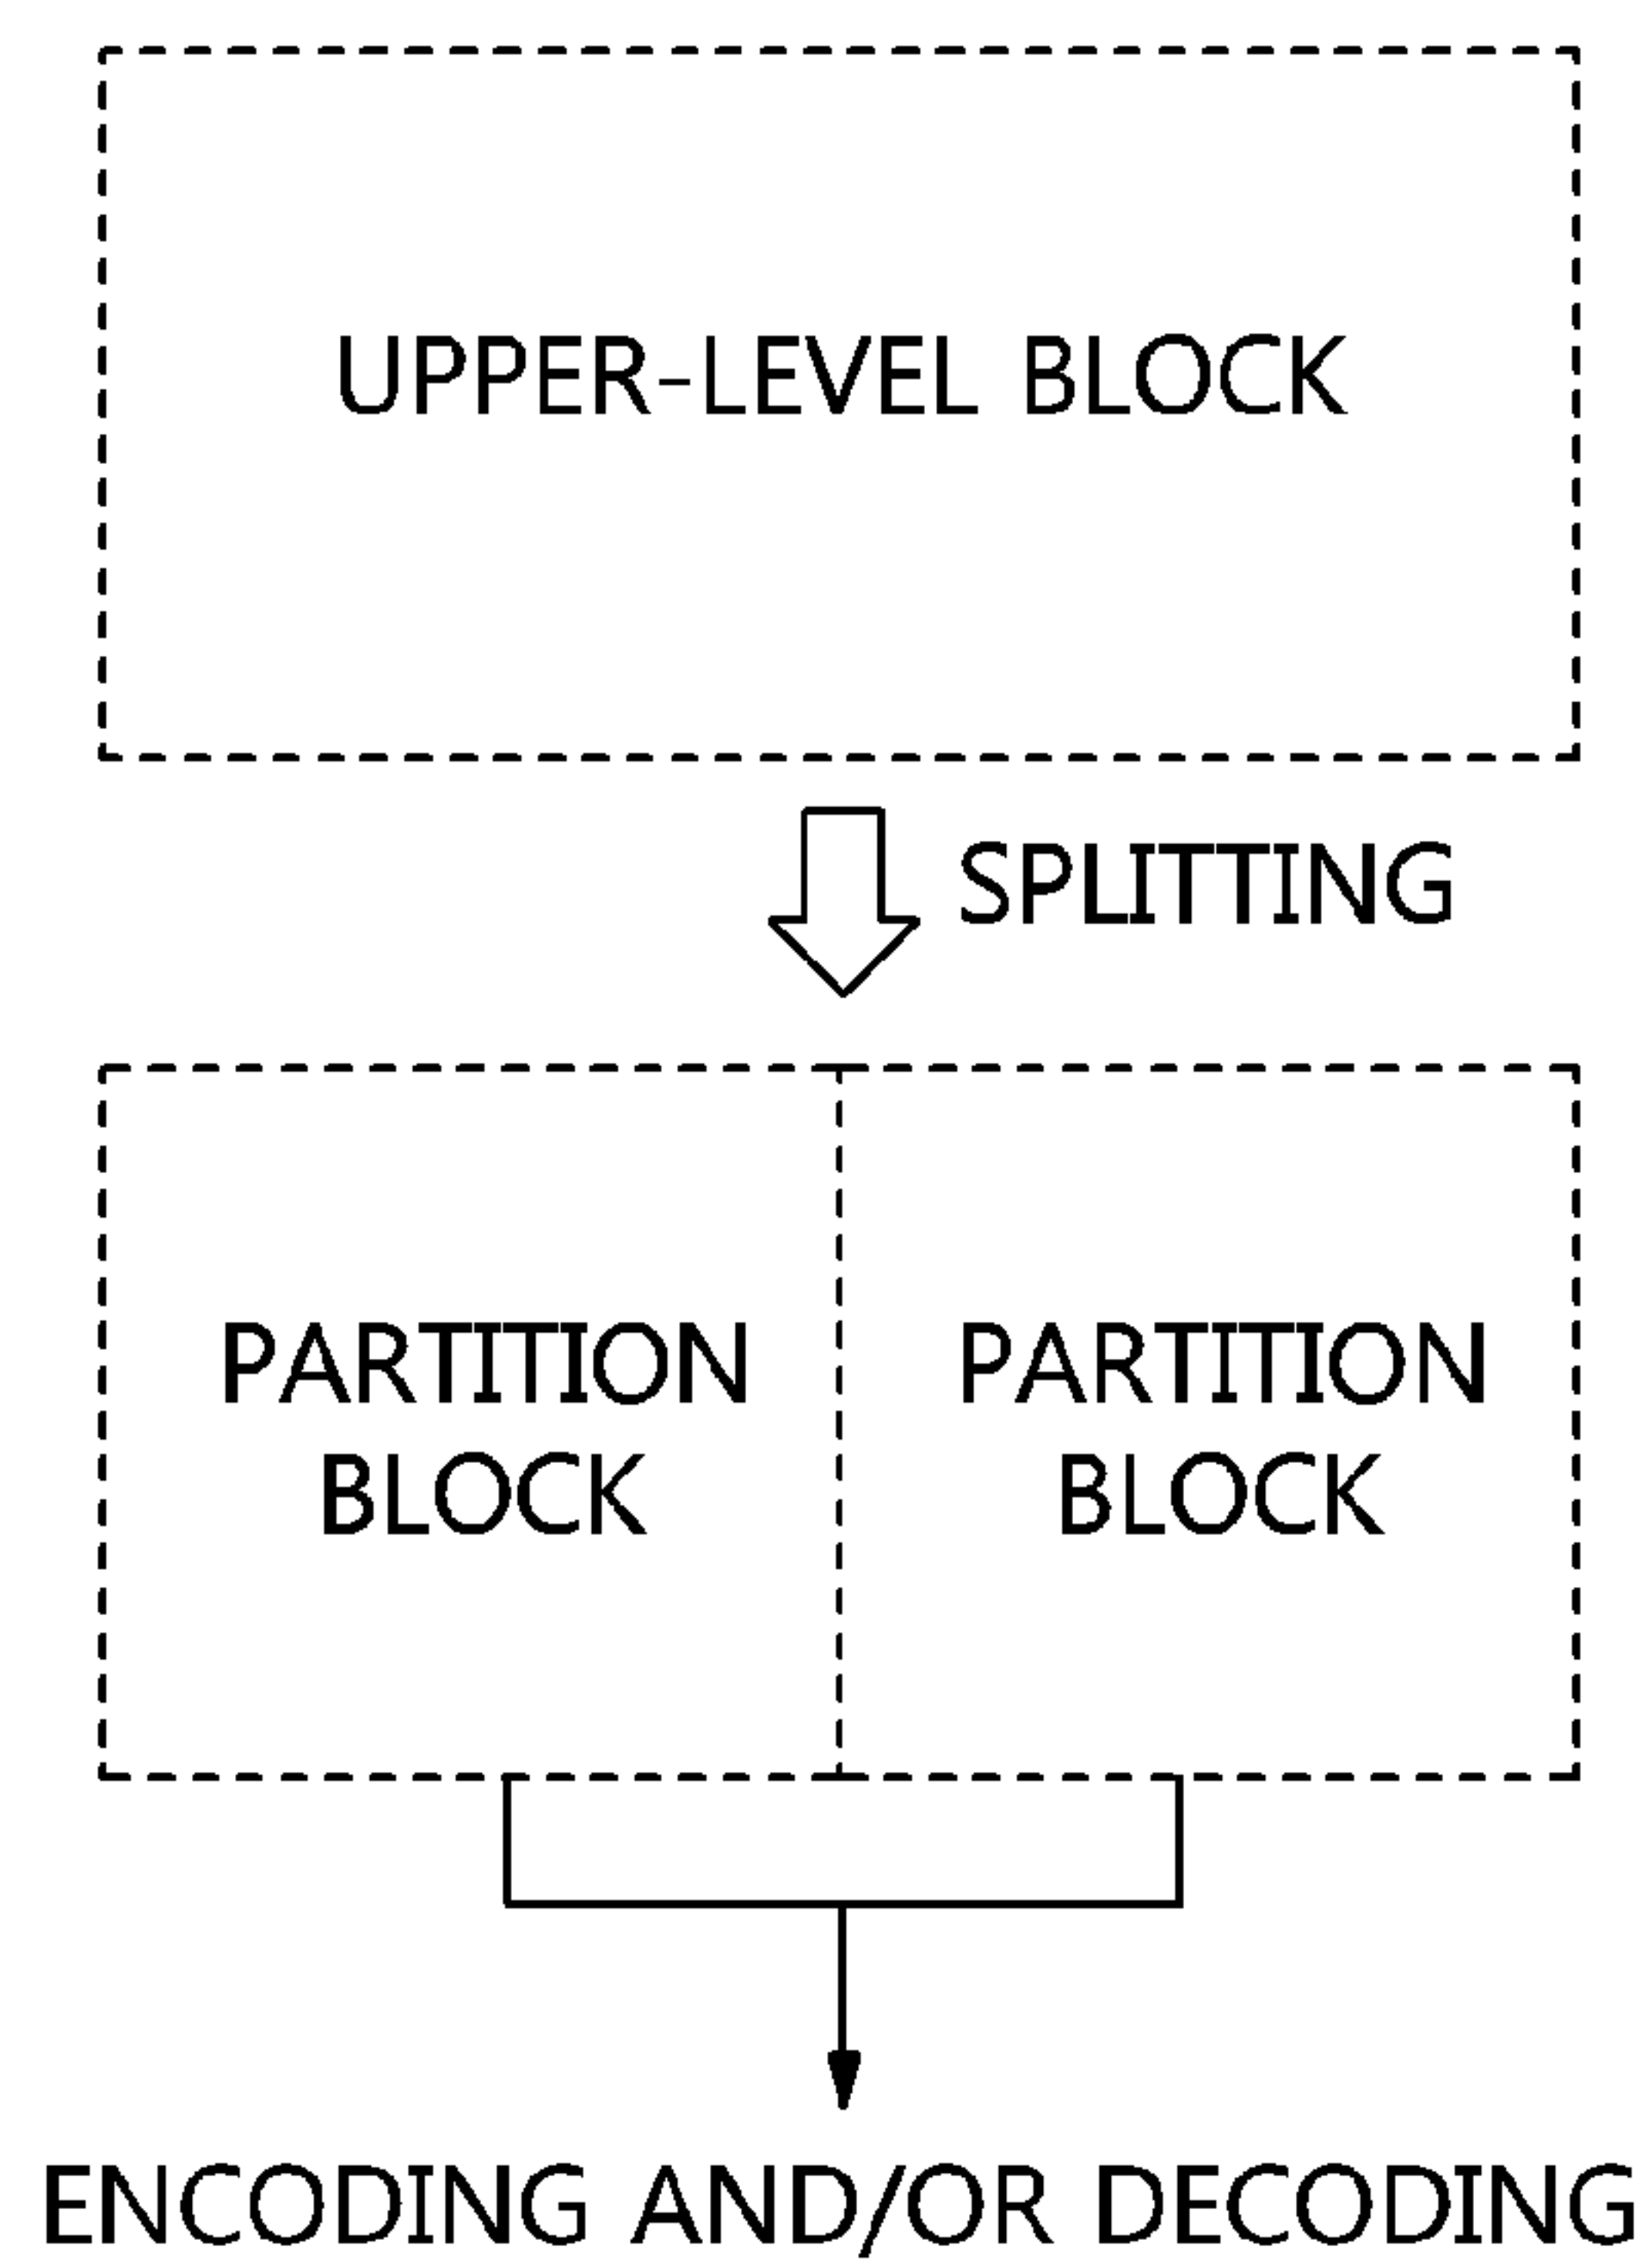 UPPER-LEVEL BLOCK
SPLITTING
PARTITION
BLOCK
PARTITION
BLOCK
ENCODING AND/OR DECODING